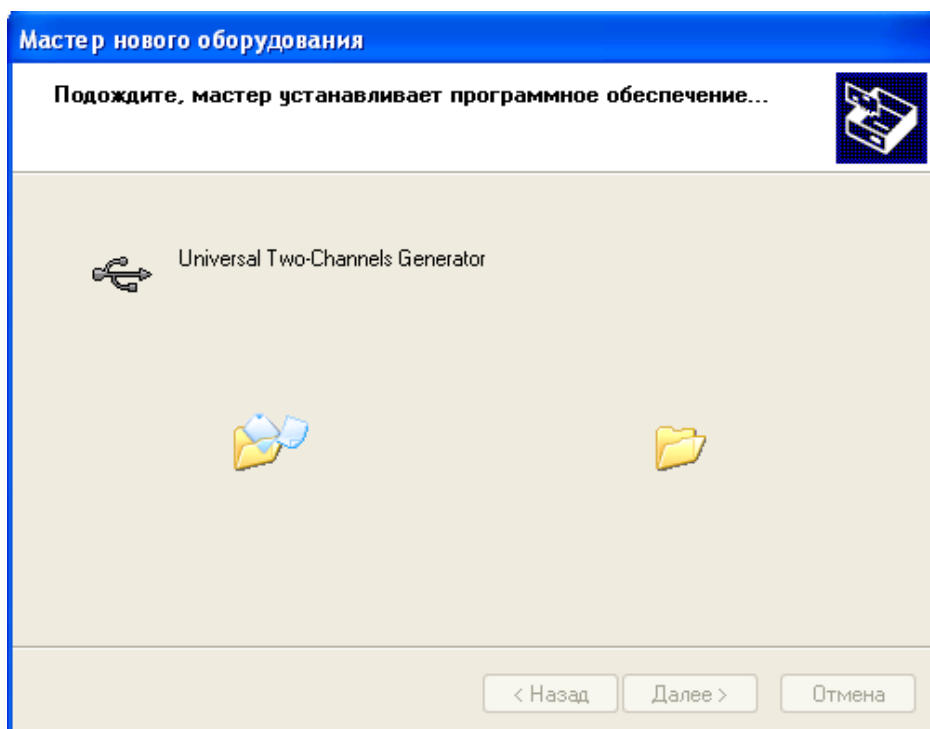 Мастер нового оборудования
Подождите, мастер устанавливает программное обеспечение...
Universal Two-Channels Generator
< Назад
Далее >
Отмена